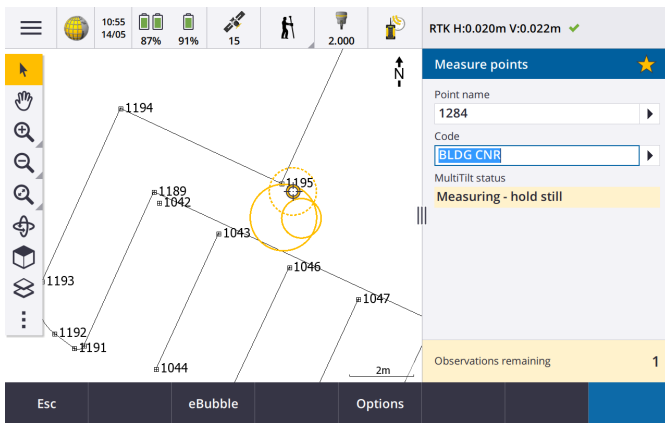 10:55
14/05
87%
91%
15
2.000
RTK H:0.020m V:0.022m
Measure points
Point name
1284
Code
BLDG CNR
MultiTilt status
Measuring - hold still
N
1194
1195
1189
1042
1043
1046
1193
1047
1192
1191
1044
2m
Observations remaining 1
Esc
eBubble
Options